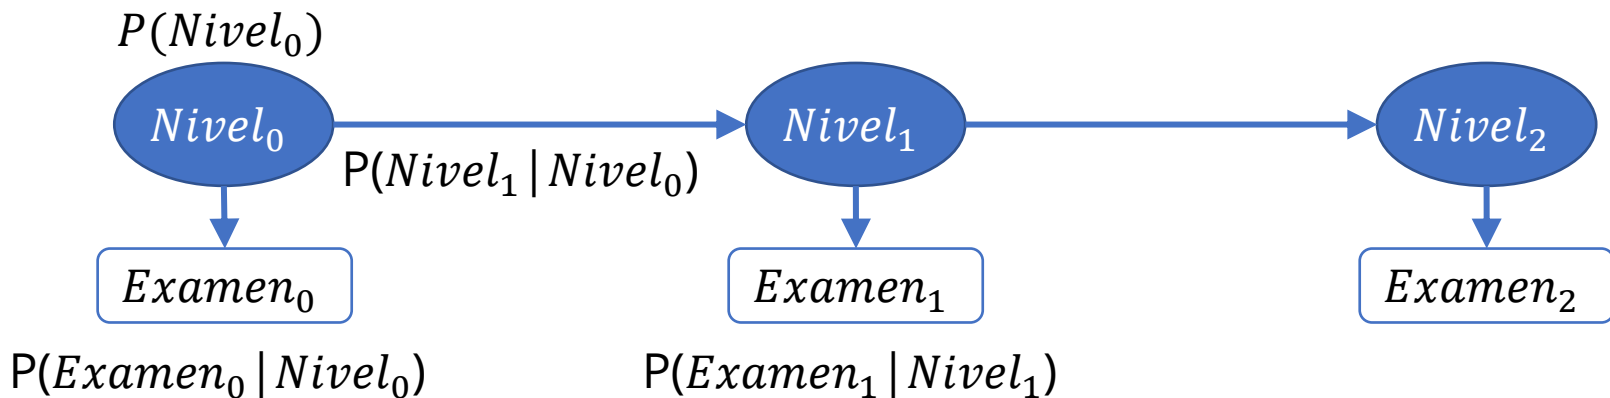 P(Nivel₀)
Nivel₀ Nivel₁ Nivel₂
P(Nivel₁|Nivel₀)
Examen₀ Examen₁ Examen₂
P(Examen₀|Nivel₀) P(Examen₁|Nivel₁)